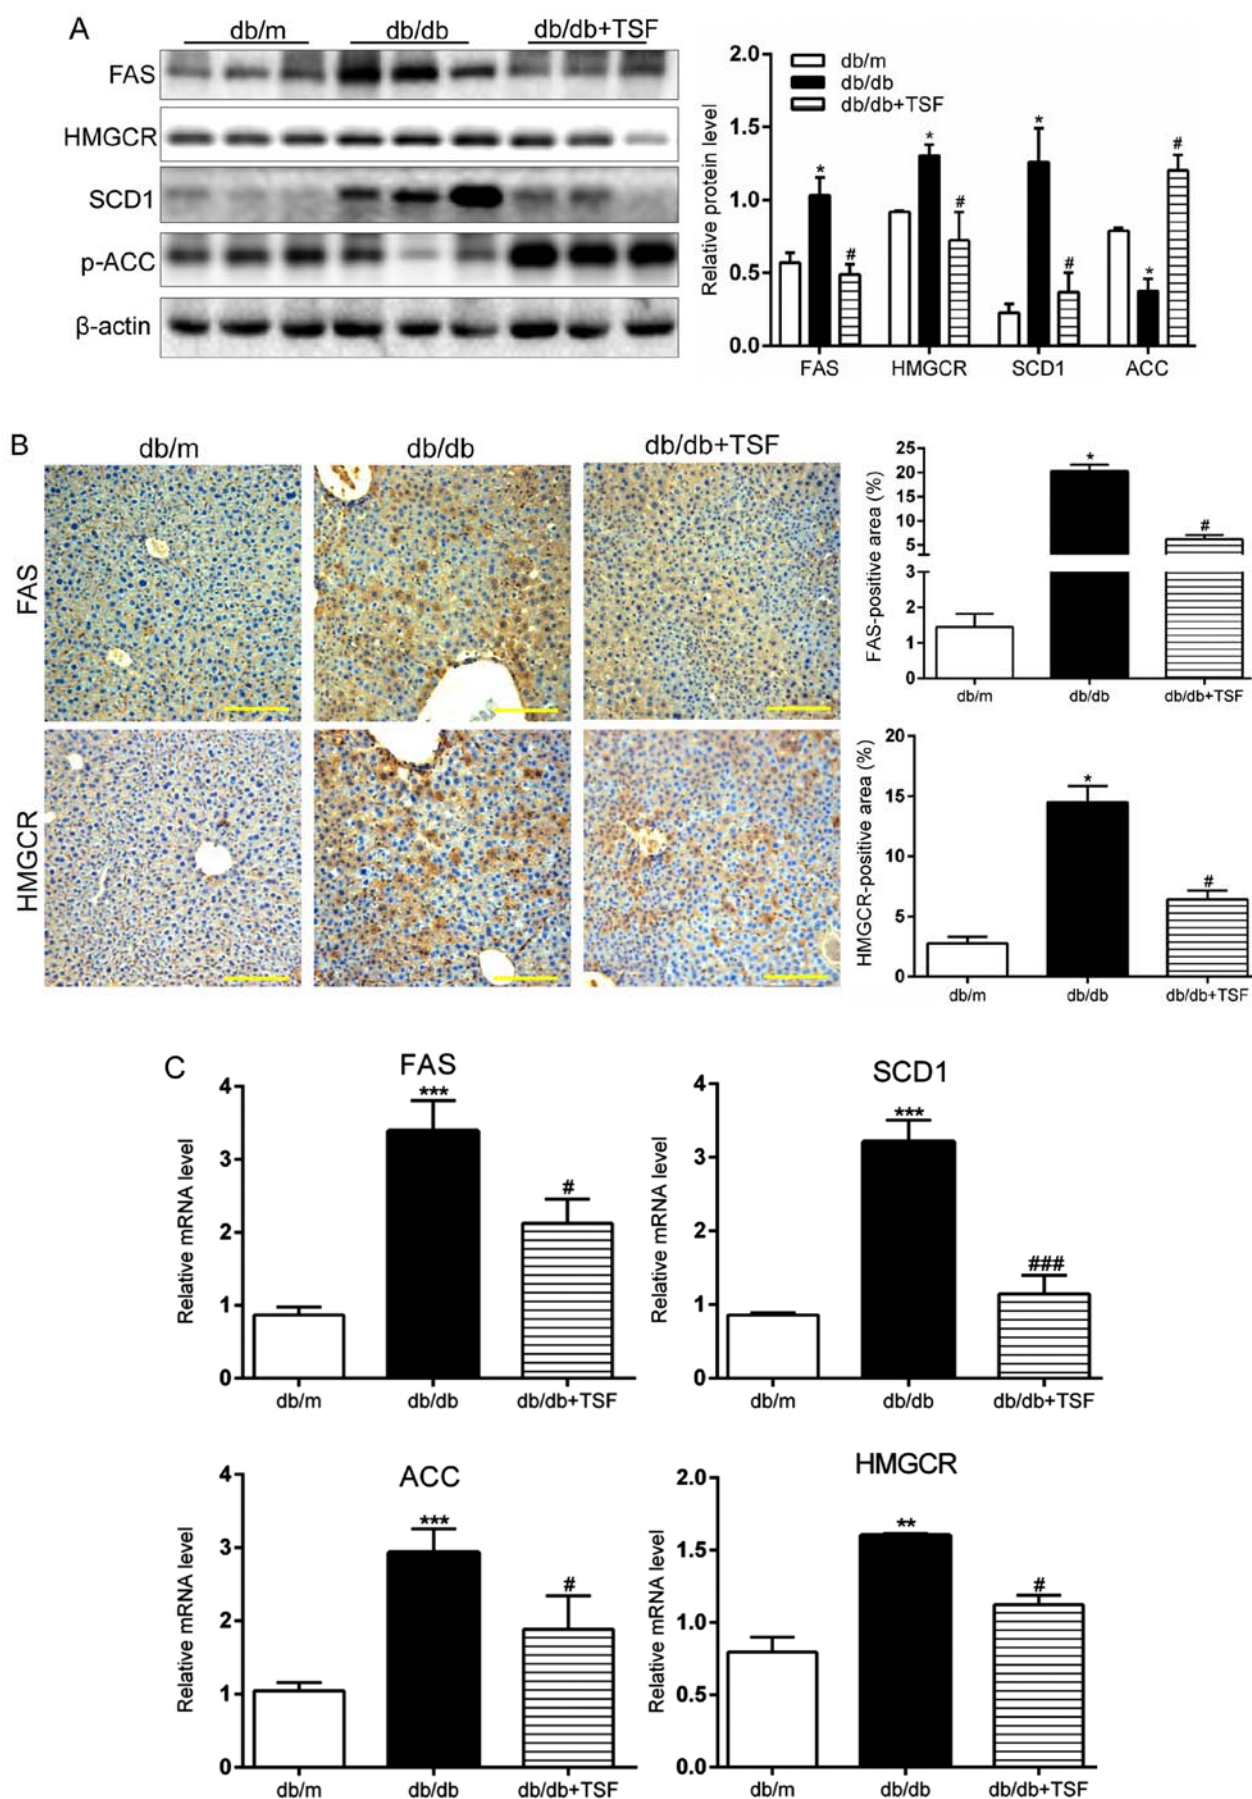 A
db/m db/db db/db+TSF
FAS
HMGCR
SCD1
p-ACC
β-actin
Relative protein level
2.0
1.5
1.0
0.5
0.0
db/m
db/db
db/db+TSF
* # * # * # * #
FAS HMGCR SCD1 ACC
B
db/m db/db db/db+TSF
FAS
HMGCR
FAS-positive area (%)
25
20
15
10
5
3
2
1
0
*
#
db/m db/db db/db+TSF
HMGCR-positive area (%)
20
15
10
5
0
*
#
db/m db/db db/db+TSF
C
FAS
Relative mRNA level
4
3
2
1
0
***
#
db/m db/db db/db+TSF
SCD1
Relative mRNA level
4
3
2
1
0
***
###
db/m db/db db/db+TSF
ACC
Relative mRNA level
4
3
2
1
0
***
#
db/m db/db db/db+TSF
HMGCR
Relative mRNA level
2.0
1.5
1.0
0.5
0.0
**
#
db/m db/db db/db+TSF